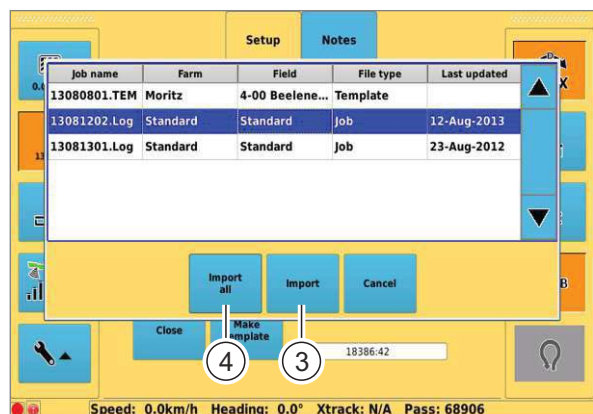 Setup Notes
Job name Farm Field File type Last updated
13080801.TEM Moritz 4-00 Beelene... Template
13081202.Log Standard Standard Job 12-Aug-2013
13081301.Log Standard Standard Job 23-Aug-2012
Import all Import Cancel
Close Make
4 3 18386:42
Speed: 0.0km/h Heading: 0.0° Xtrack: N/A Pass: 68906